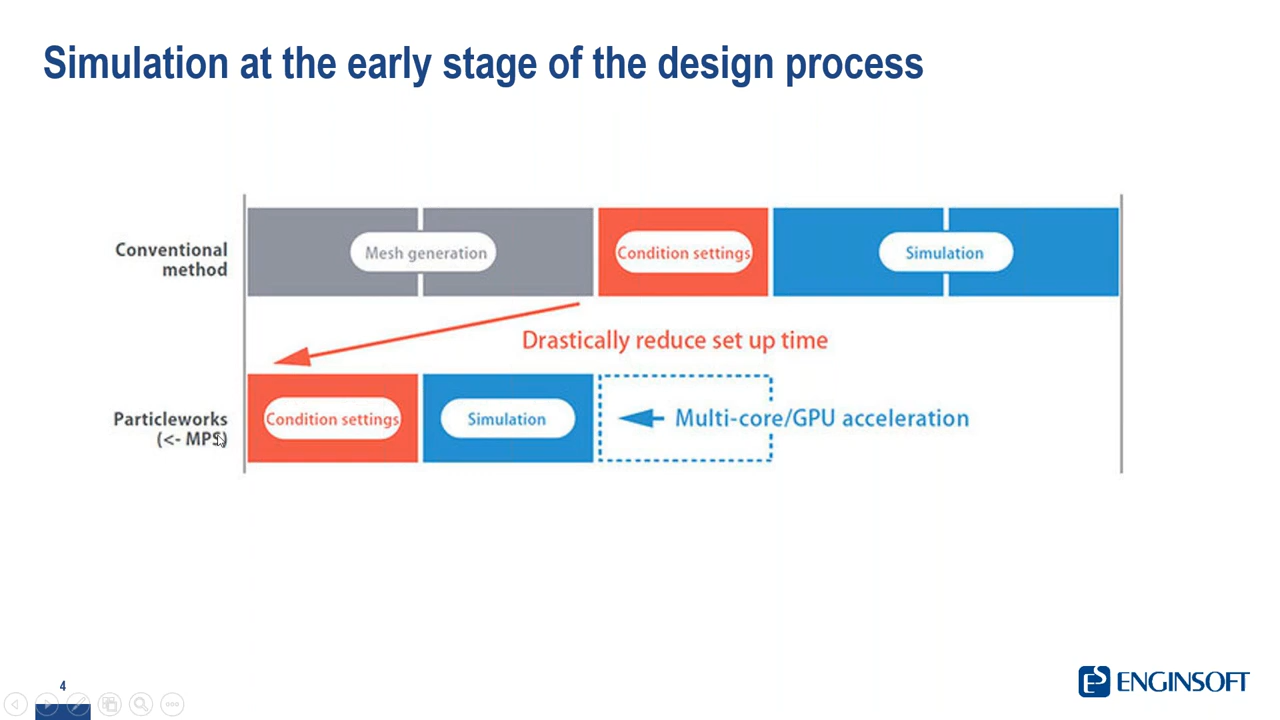 Simulation at the early stage of the design process
Conventional
method
Mesh generation
Condition settings
Simulation
Drastically reduce set up time
Particleworks
(<- MPS)
Condition settings
Simulation
Multi-core/GPU acceleration
4
ENGINSOFT